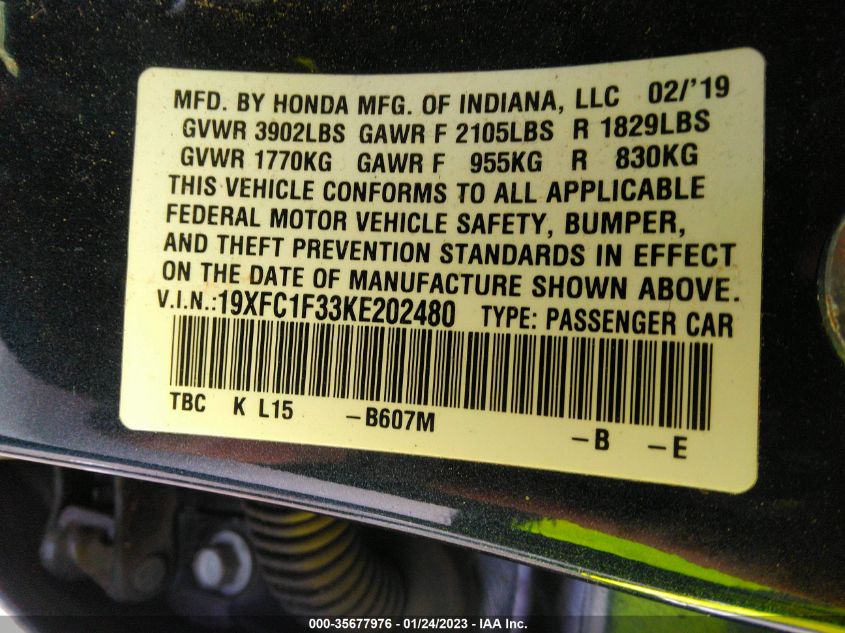 MFD. BY HONDA MFG. OF INDIANA, LLC 02/'19
GVWR 3902LBS GAWR F 2105LBS R 1829LBS
GVWR 1770KG GAWR F 955KG R 830KG
THIS VEHICLE CONFORMS TO ALL APPLICABLE
FEDERAL MOTOR VEHICLE SAFETY, BUMPER,
AND THEFT PREVENTION STANDARDS IN EFFECT
ON THE DATE OF MANUFACTURE SHOWN ABOVE.
V.I.N.:19XFC1F33KE202480 TYPE: PASSENGER CAR
TBC K L15 -B607M -B -E
000-35677976 - 01/24/2023 - IAA Inc.